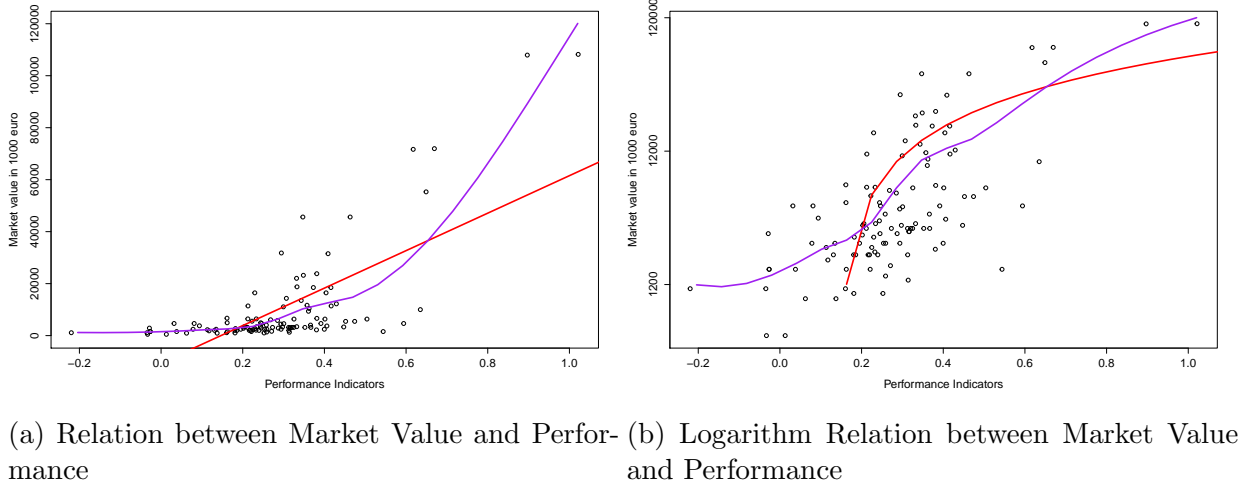 120000
100000
80000
60000
40000
20000
0
Market value in 1000 euro
−0.2 0.0 0.2 0.4 0.6 0.8 1.0
Performance Indicators
120000
12000
1200
Market value in 1000 euro
−0.2 0.0 0.2 0.4 0.6 0.8 1.0
Performance Indicators
(a) Relation between Market Value and Perfor-
mance
(b) Logarithm Relation between Market Value
and Performance